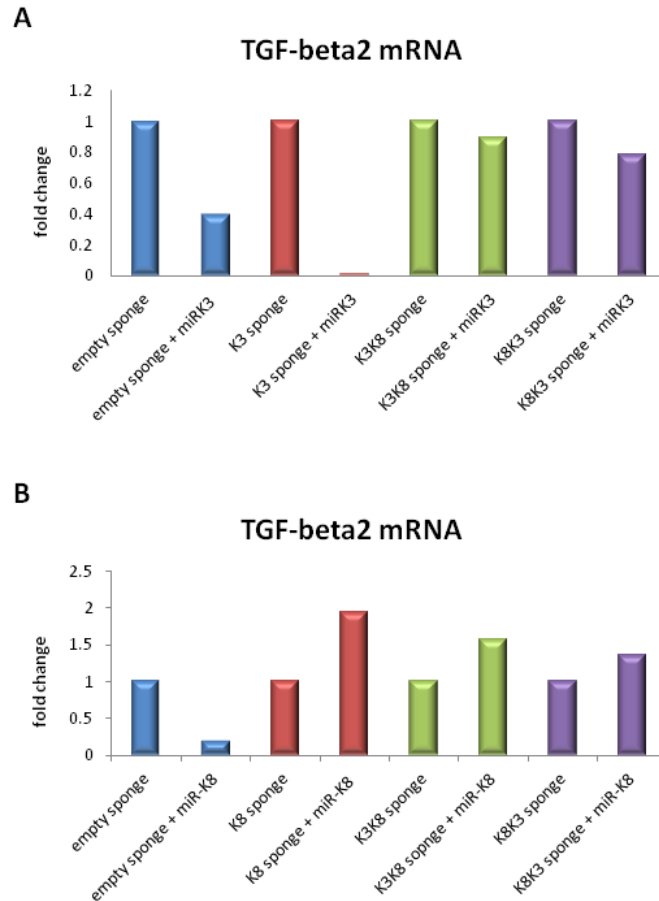 A
TGF-beta2 mRNA
1.2
1
0.8
0.6
0.4
0.2
0
fold change
empty sponge
empty sponge + miRK3
K3 sponge
K3 sponge + miRK3
K3K8 sponge
K3K8 sponge + miRK3
K8K3 sponge
K8K3 sponge + miRK3
B
TGF-beta2 mRNA
2.5
2
1.5
1
0.5
0
fold change
empty sponge
empty sponge + miR-K8
K8 sponge
K8 sponge + miR-K8
K3K8 sponge
K3K8 sopnge + miR-K8
K8K3 sponge
K8K3 sponge + miR-K8